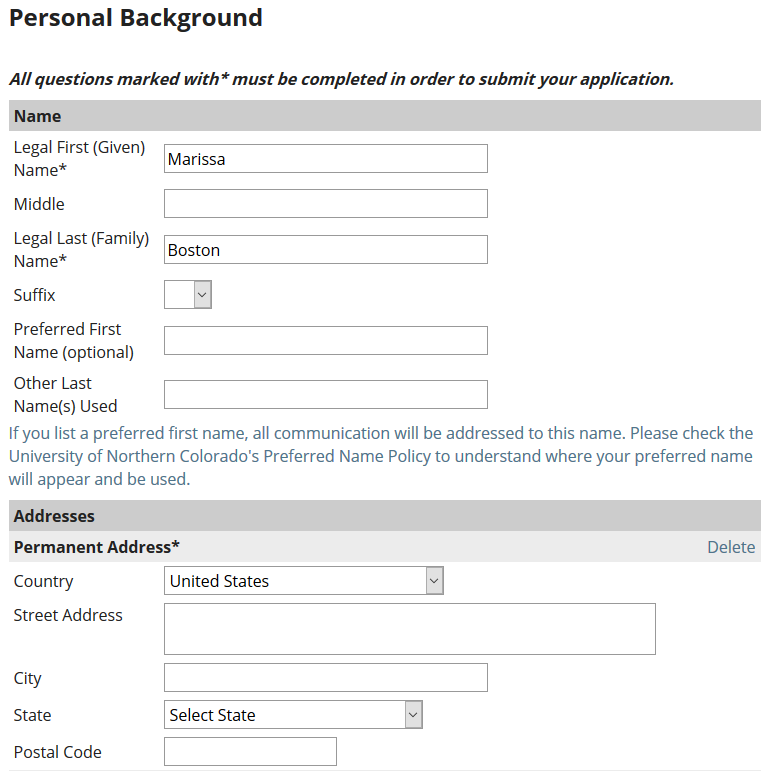 Personal Background
All questions marked with* must be completed in order to submit your application.
Name
Legal First (Given)
Name*
Marissa
Middle
Legal Last (Family)
Name*
Boston
Suffix
Preferred First
Name (optional)
Other Last
Name(s) Used
If you list a preferred first name, all communication will be addressed to this name. Please check the
University of Northern Colorado's Preferred Name Policy to understand where your preferred name
will appear and be used.
Addresses
Permanent Address* Delete
Country United States
Street Address
City
State Select State
Postal Code